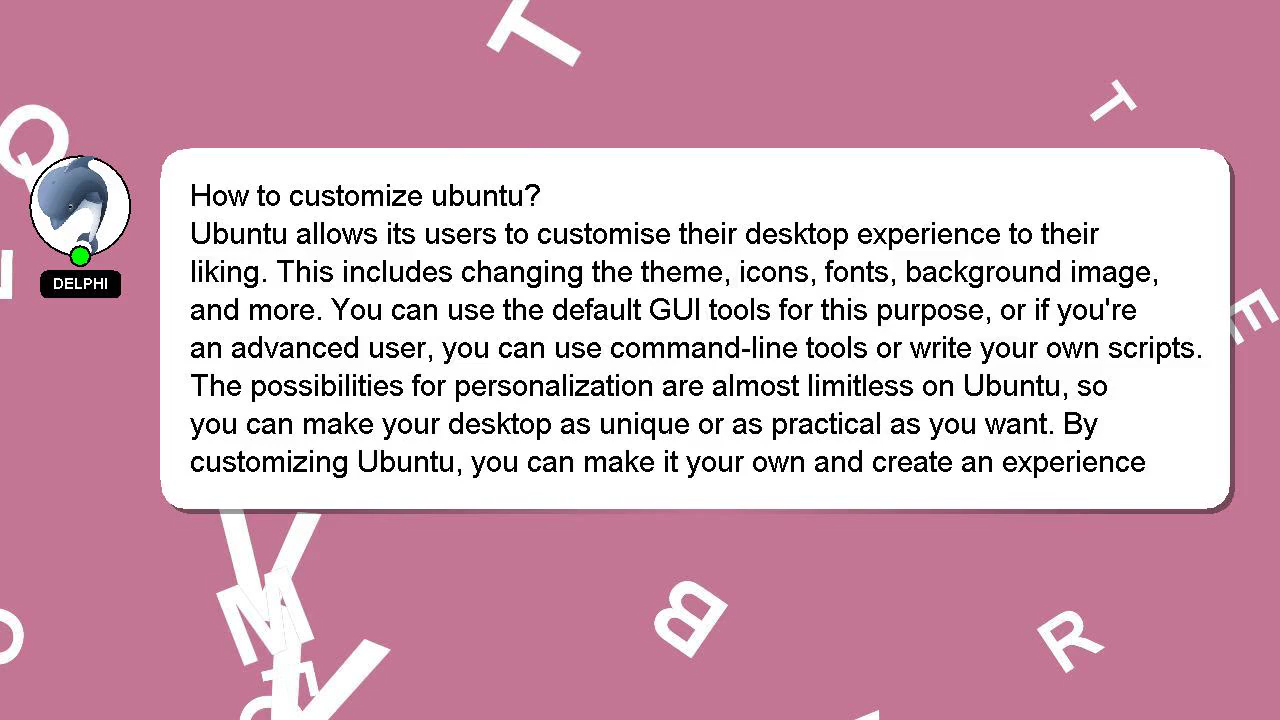 How to customize ubuntu?
Ubuntu allows its users to customise their desktop experience to their
liking. This includes changing the theme, icons, fonts, background image,
and more. You can use the default GUI tools for this purpose, or if you're
an advanced user, you can use command-line tools or write your own scripts.
The possibilities for personalization are almost limitless on Ubuntu, so
you can make your desktop as unique or as practical as you want. By
customizing Ubuntu, you can make it your own and create an experience
DELPHI
T
T
Q
E
V
M
B
R